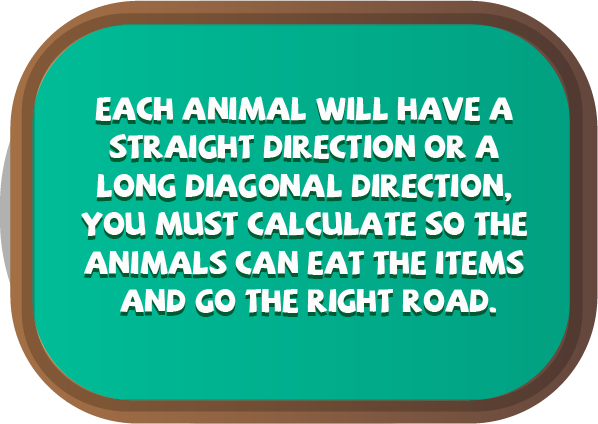 EACH ANIMAL WILL HAVE A
STRAIGHT DIRECTION OR A
LONG DIAGONAL DIRECTION,
YOU MUST CALCULATE SO THE
ANIMALS CAN EAT THE ITEMS
AND GO THE RIGHT ROAD.